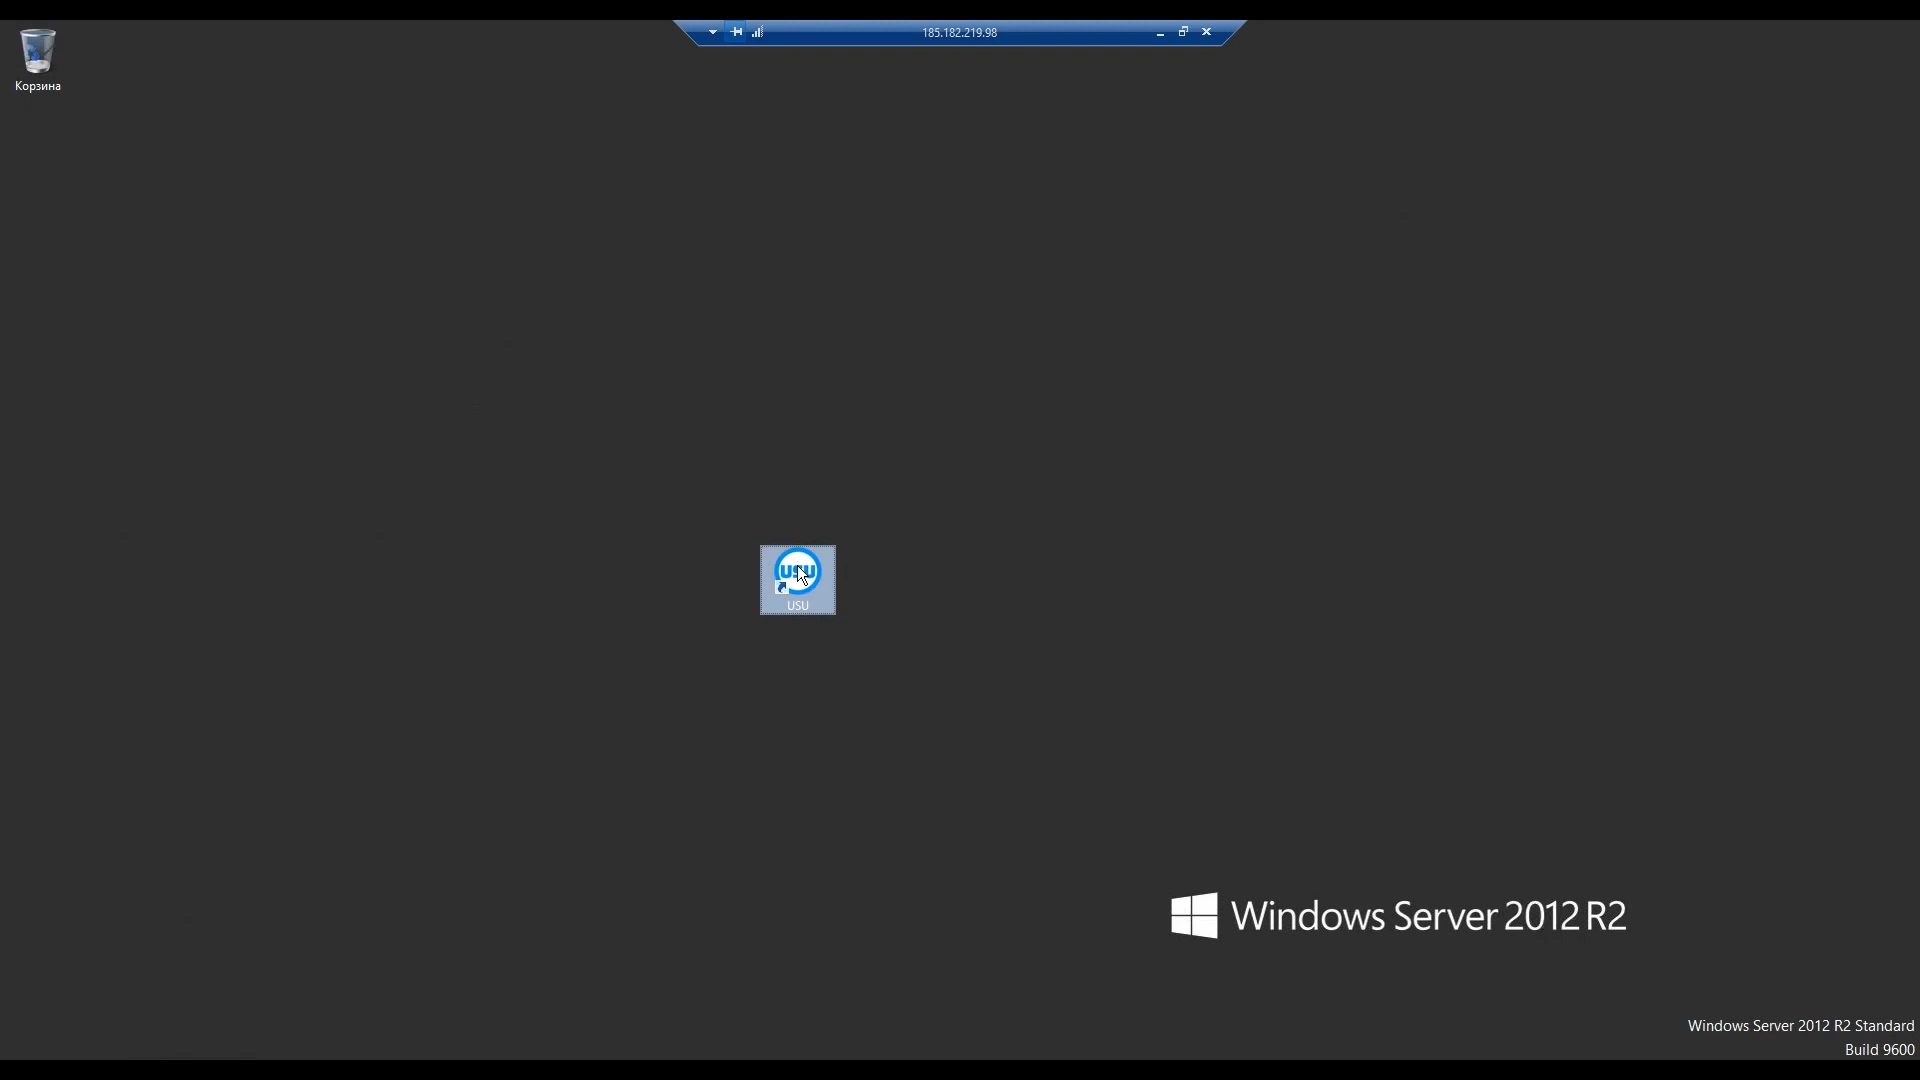 185.182.219.98
Корзина
USU
USU
Windows Server 2012 R2
Windows Server 2012 R2 Standard
Build 9600